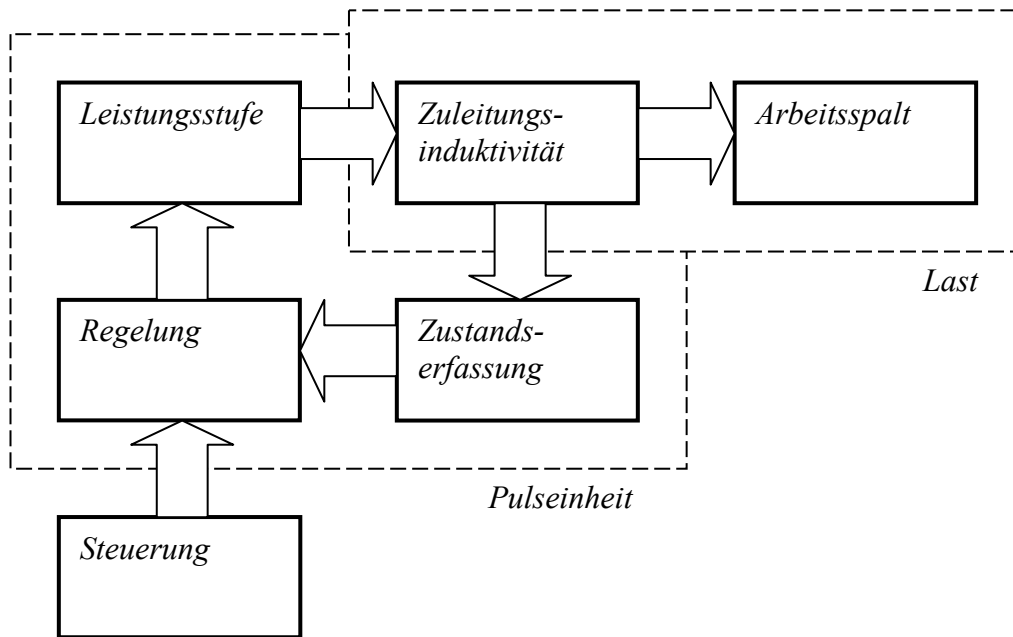 Leistungsstufe
Zuleitungs-
induktivität
Arbeitsspalt
Last
Regelung
Zustands-
erfassung
Pulseinheit
Steuerung